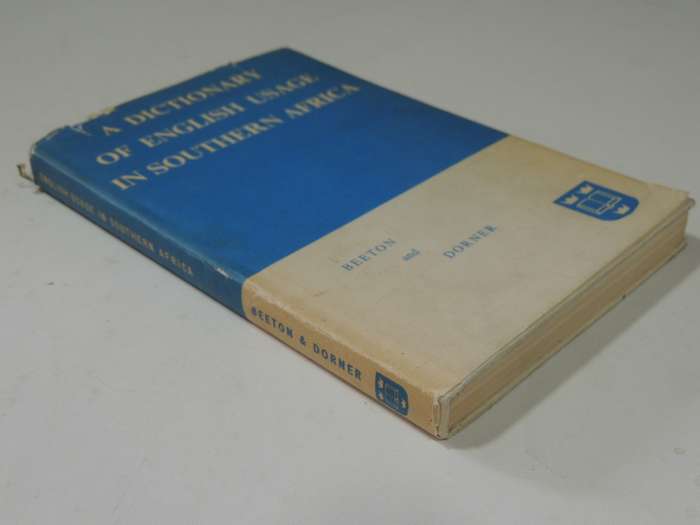 A DICTIONARY
OF ENGLISH USAGE
IN SOUTHERN AFRICA
BEETON
and
DORNER
ENGLISH USAGE IN SOUTHERN AFRICA
BEETON & DORNER